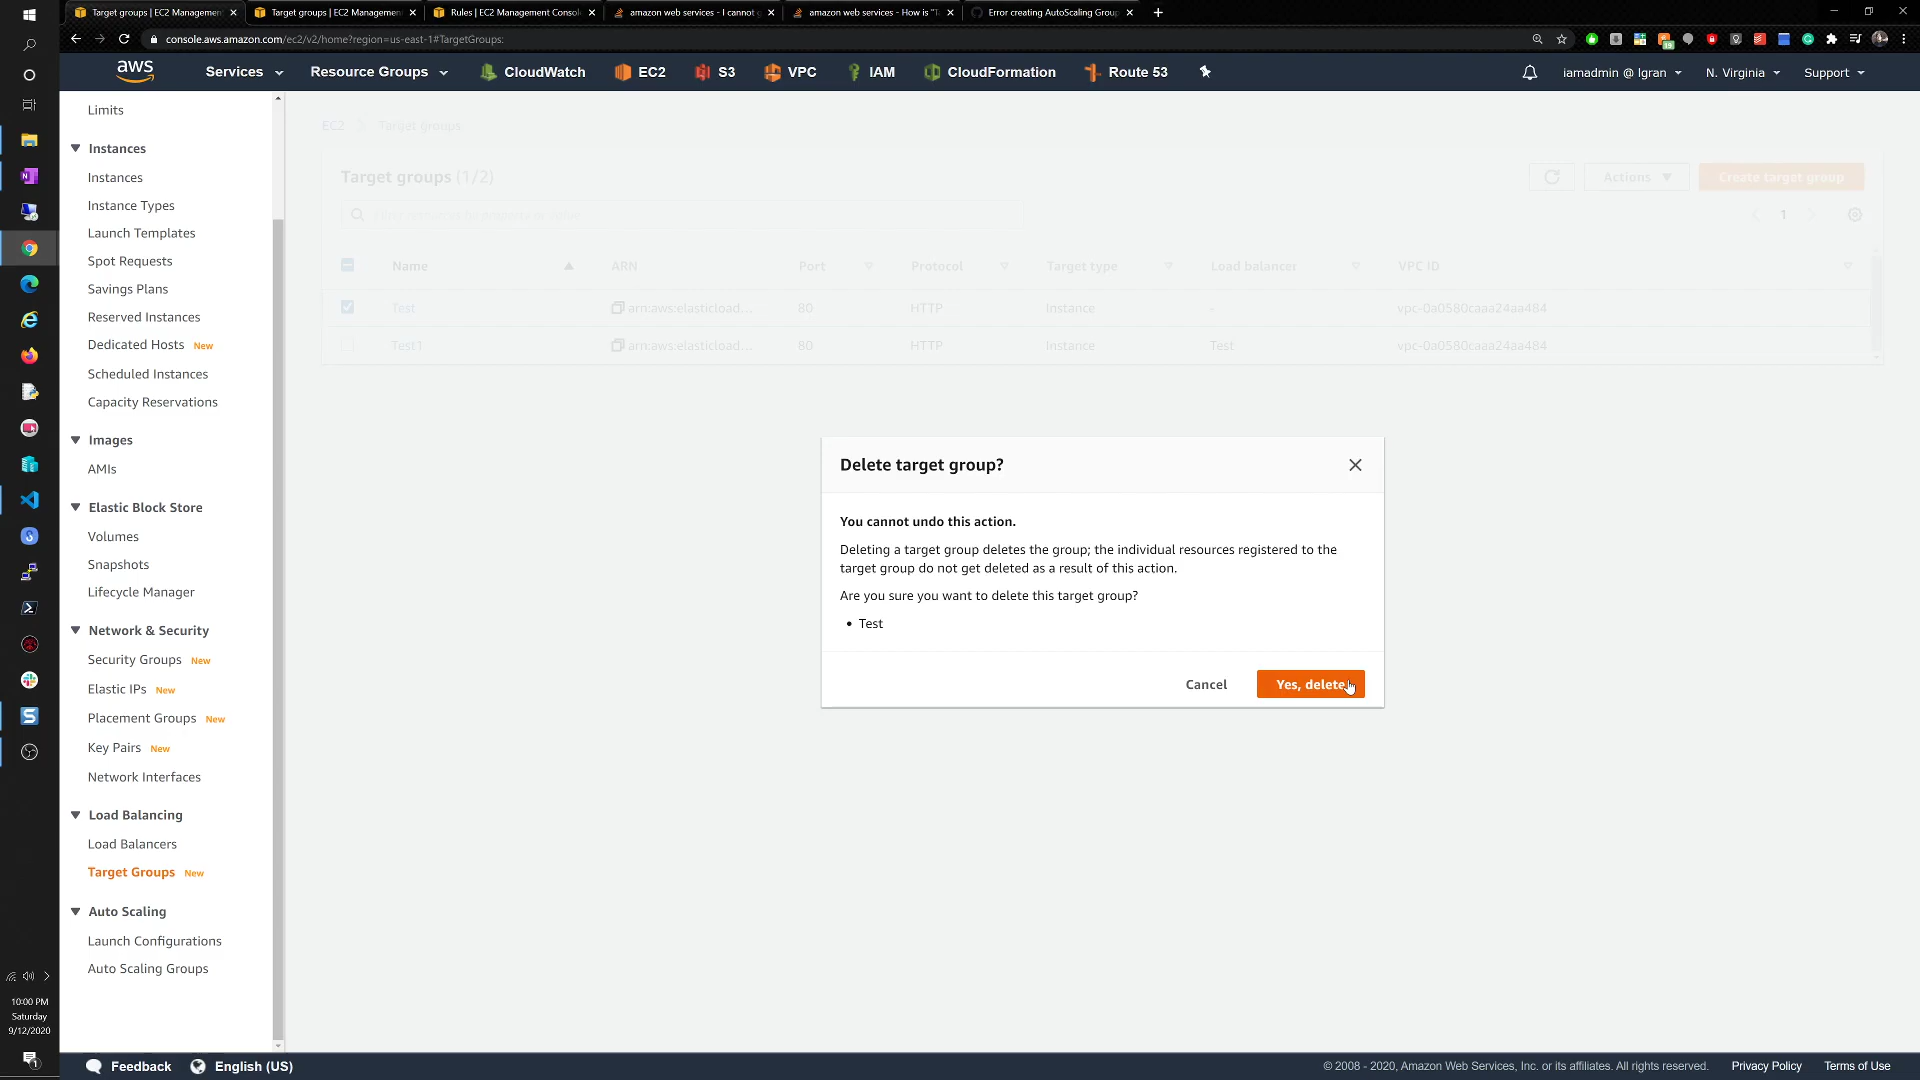 Target groups | EC2 Management
Target groups | EC2 Management
Rules | EC2 Management Consol
amazon web services - I cannot
amazon web services - How is "T
Error creating AutoScaling Group
console.aws.amazon.com/ec2/v2/home?region=us-east-1#TargetGroups:
aws
Services
Resource Groups
CloudWatch
EC2
S3
VPC
IAM
CloudFormation
Route 53
iamadmin @ Igran
N. Virginia
Support
Limits
Instances
Instances
Instance Types
Launch Templates
Spot Requests
Savings Plans
Reserved Instances
Dedicated Hosts New
Scheduled Instances
Capacity Reservations
Images
AMIs
Elastic Block Store
Volumes
Snapshots
Lifecycle Manager
Network & Security
Security Groups New
Elastic IPs New
Placement Groups New
Key Pairs New
Network Interfaces
Load Balancing
Load Balancers
Target Groups New
Auto Scaling
Launch Configurations
Auto Scaling Groups
EC2 Target groups
Target groups (1/2)
Actions
Create target group
1
Name ARN Port Protocol Target type Load balancer VPC ID
Test arn:aws:elasticload... 80 HTTP Instance - vpc-0a0580caaa24aa484
Test1 arn:aws:elasticload... 80 HTTP Instance Test vpc-0a0580caaa24aa484
Delete target group?
You cannot undo this action.
Deleting a target group deletes the group; the individual resources registered to the
target group do not get deleted as a result of this action.
Are you sure you want to delete this target group?
• Test
Cancel
Yes, delete
10:00 PM
Saturday
9/12/2020
Feedback
English (US)
© 2008 - 2020, Amazon Web Services, Inc. or its affiliates. All rights reserved.
Privacy Policy
Terms of Use